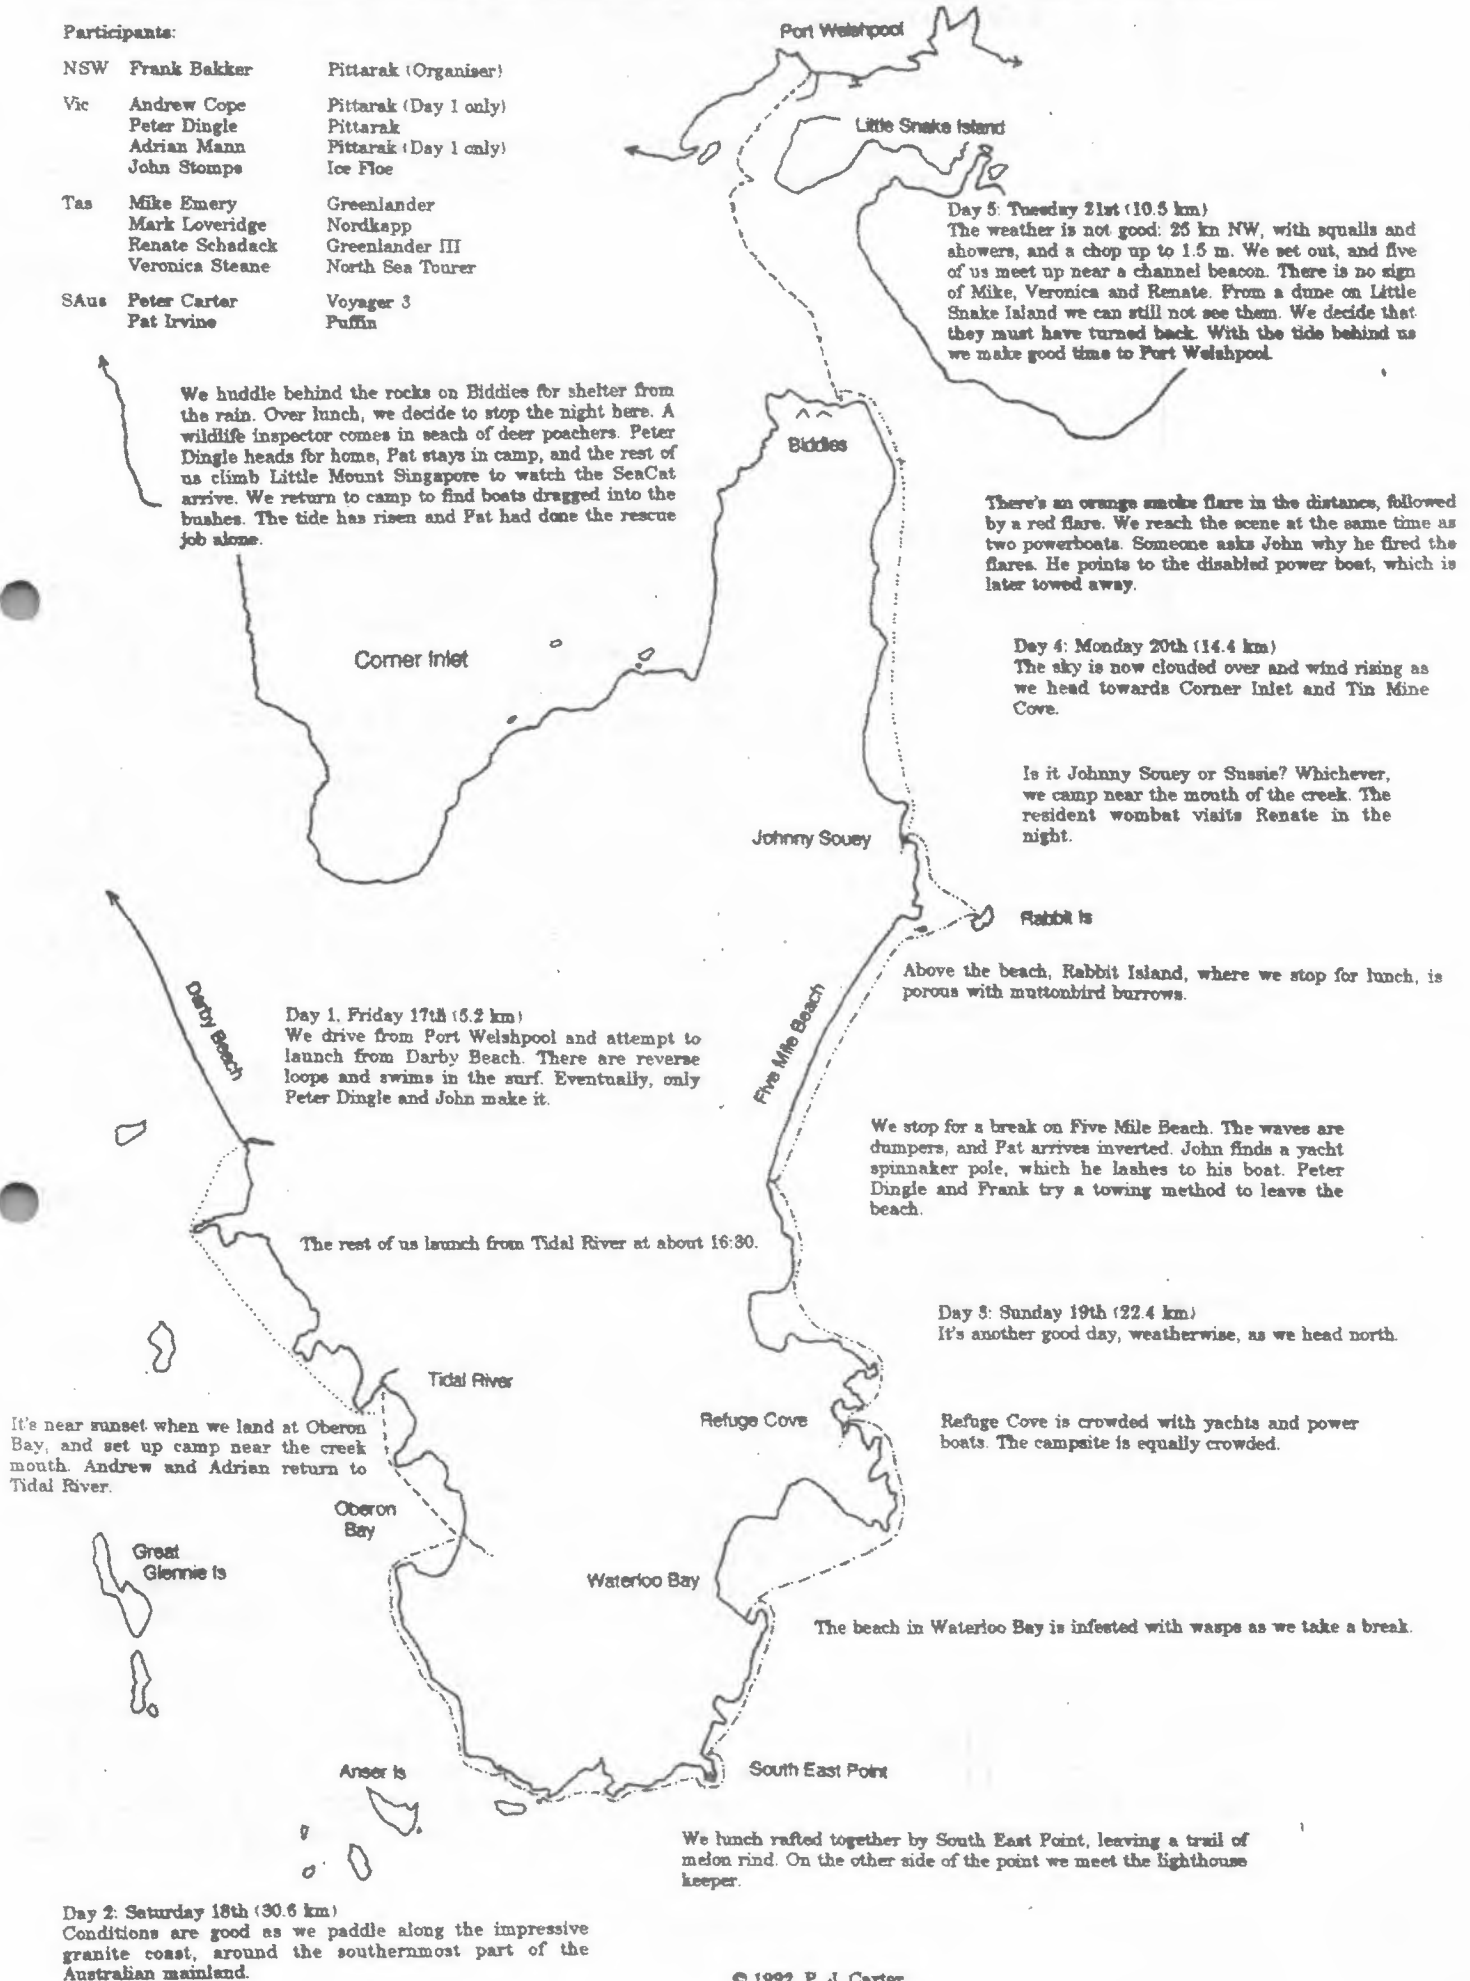 Participants:
NSW Frank Bakker Pittarak (Organiser)
Vic Andrew Cope Pittarak (Day 1 only)
Peter Dingle Pittarak
Adrian Mann Pittarak (Day 1 only)
John Stomps Ice Floe
Tas Mike Emery Greenlander
Mark Loveridge Nordkapp
Renate Schadack Greenlander III
Veronica Steane North Sea Tourer
SAus Peter Carter Voyager 3
Pat Irvine Puffin
Port Welshpool
Little Snake Island
Day 5: Tuesday 21st (10.5 km)
The weather is not good: 25 kn NW, with squalls and
showers, and a chop up to 1.5 m. We set out, and five
of us meet up near a channel beacon. There is no sign
of Mike, Veronica and Renate. From a dune on Little
Snake Island we can still not see them. We decide that
they must have turned back. With the tide behind us
we make good time to Port Welshpool.
We huddle behind the rocks on Biddies for shelter from
the rain. Over lunch, we decide to stop the night here. A
wildlife inspector comes in seach of deer poachers. Peter
Dingle heads for home, Pat stays in camp, and the rest of
us climb Little Mount Singapore to watch the SeaCat
arrive. We return to camp to find boats dragged into the
bushes. The tide has risen and Pat had done the rescue
job alone.
Biddies
There's an orange smoke flare in the distance, followed
by a red flare. We reach the scene at the same time as
two powerboats. Someone asks John why he fired the
flares. He points to the disabled power boat, which is
later towed away.
Corner Inlet
Day 4: Monday 20th (14.4 km)
The sky is now clouded over and wind rising as
we head towards Corner Inlet and Tin Mine
Cove.
Is it Johnny Souey or Sussie? Whichever,
we camp near the mouth of the creek. The
resident wombat visits Renate in the
night.
Johnny Souey
Rabbit Is
Above the beach, Rabbit Island, where we stop for lunch, is
porous with muttonbird burrows.
Darby Beach
Five Mile Beach
Day 1, Friday 17th (5.2 km)
We drive from Port Welshpool and attempt to
launch from Darby Beach. There are reverse
loops and swims in the surf. Eventually, only
Peter Dingle and John make it.
We stop for a break on Five Mile Beach. The waves are
dumpers, and Pat arrives inverted. John finds a yacht
spinnaker pole, which he lashes to his boat. Peter
Dingle and Frank try a towing method to leave the
beach.
The rest of us launch from Tidal River at about 16:30.
Day 3: Sunday 19th (22.4 km)
It's another good day, weatherwise, as we head north.
Tidal River
Refuge Cove
Refuge Cove is crowded with yachts and power
boats. The campsite is equally crowded.
It's near sunset when we land at Oberon
Bay, and set up camp near the creek
mouth. Andrew and Adrian return to
Tidal River.
Oberon
Bay
Great
Glennie Is
Waterloo Bay
The beach in Waterloo Bay is infested with wasps as we take a break.
Anser Is
South East Point
We lunch rafted together by South East Point, leaving a trail of
melon rind. On the other side of the point we meet the lighthouse
keeper.
Day 2: Saturday 18th (30.6 km)
Conditions are good as we paddle along the impressive
granite coast, around the southernmost part of the
Australian mainland.
© 1992 P. J. Carter